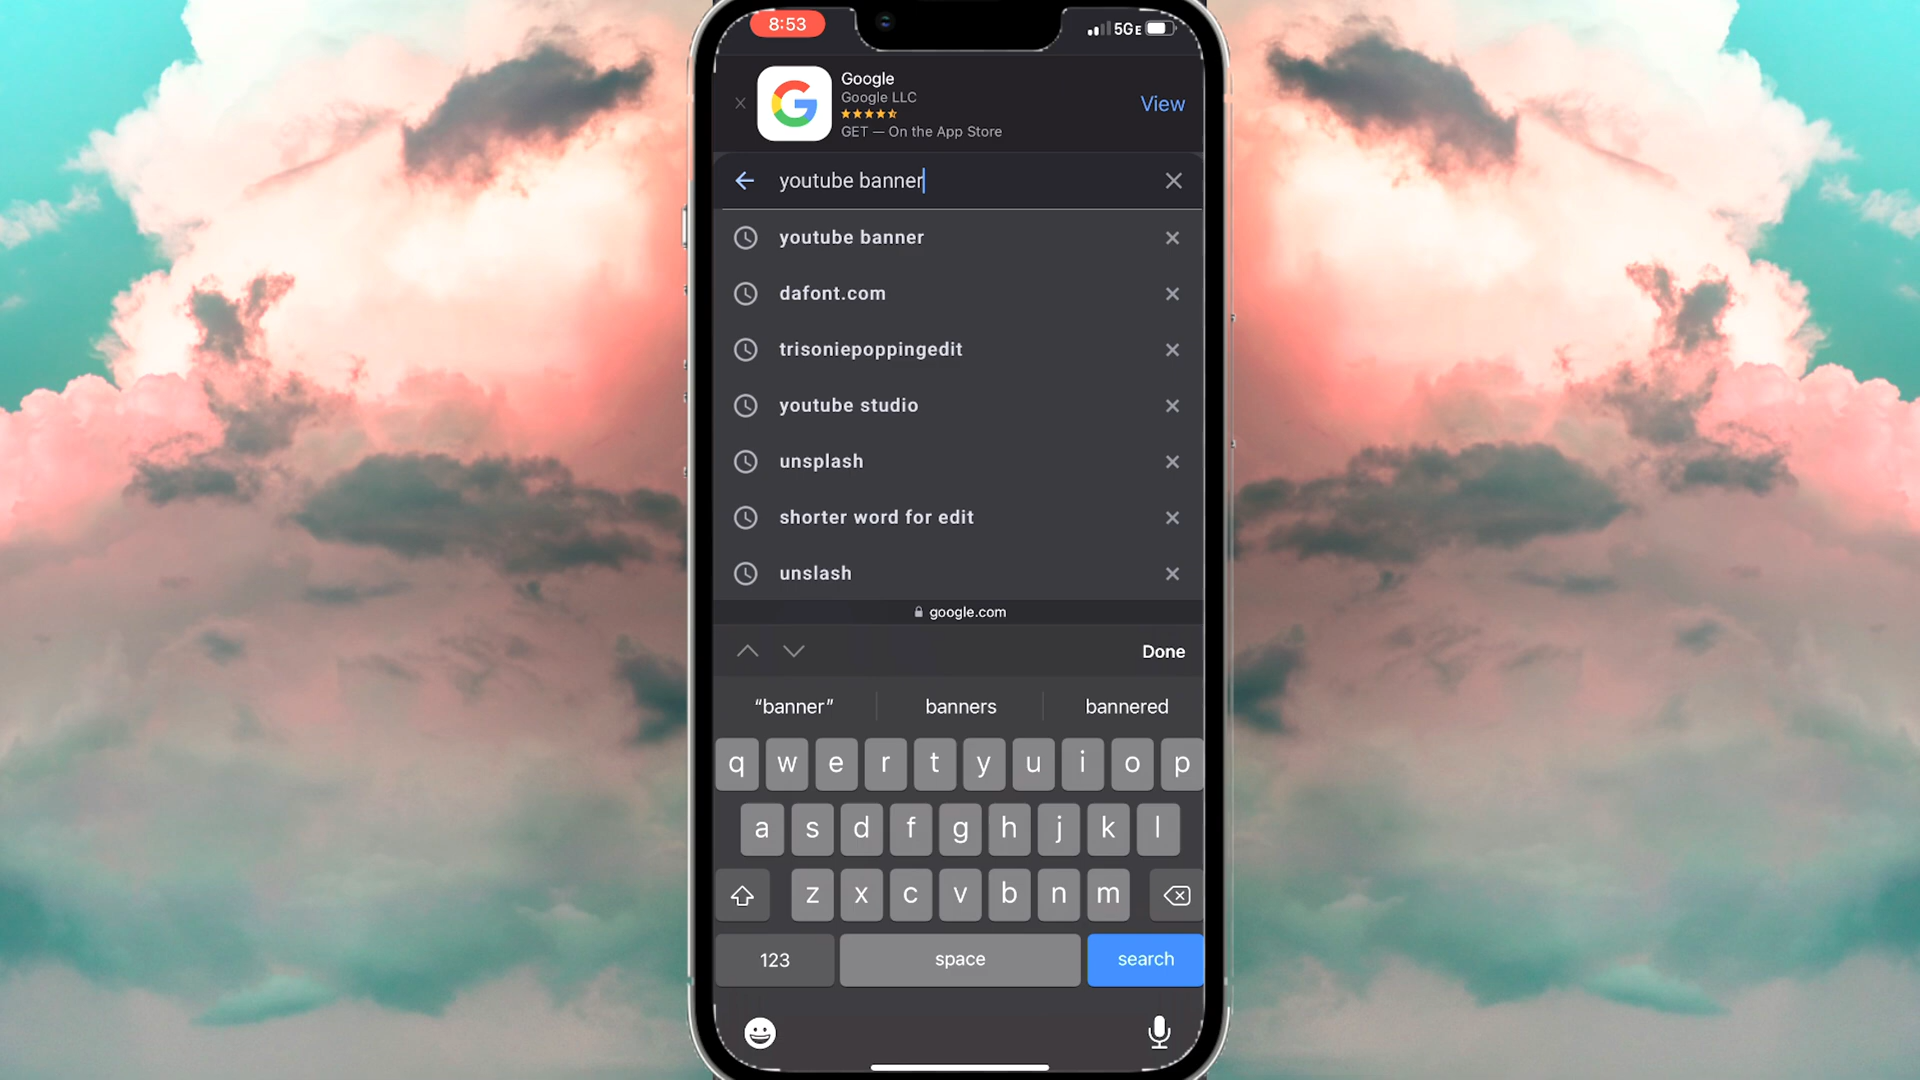 8:53
5GE
Google
Google LLC
GET — On the App Store
View
youtube banner
youtube banner
dafont.com
trisoniepoppingedit
youtube studio
unsplash
shorter word for edit
unslash
google.com
Done
“banner” banners bannered
q w e r t y u i o p
a s d f g h j k l
z x c v b n m
123 space search